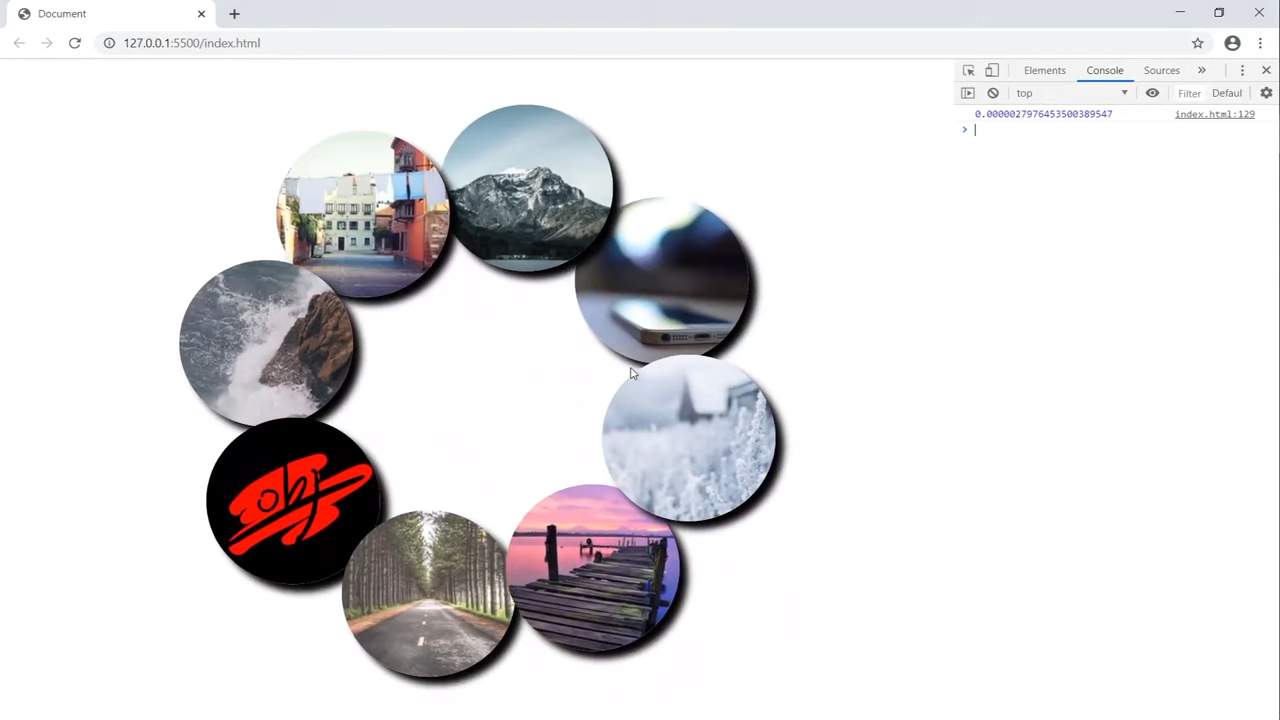 Document
127.0.0.1:5500/index.html
Elements Console Sources »
top Filter Defaul
0.0000027976453500389547 index.html:129